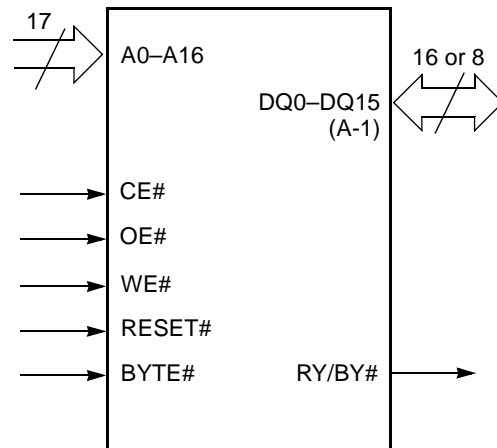 17
A0–A16
16 or 8
DQ0–DQ15
(A-1)
CE#
OE#
WE#
RESET#
BYTE#
RY/BY#